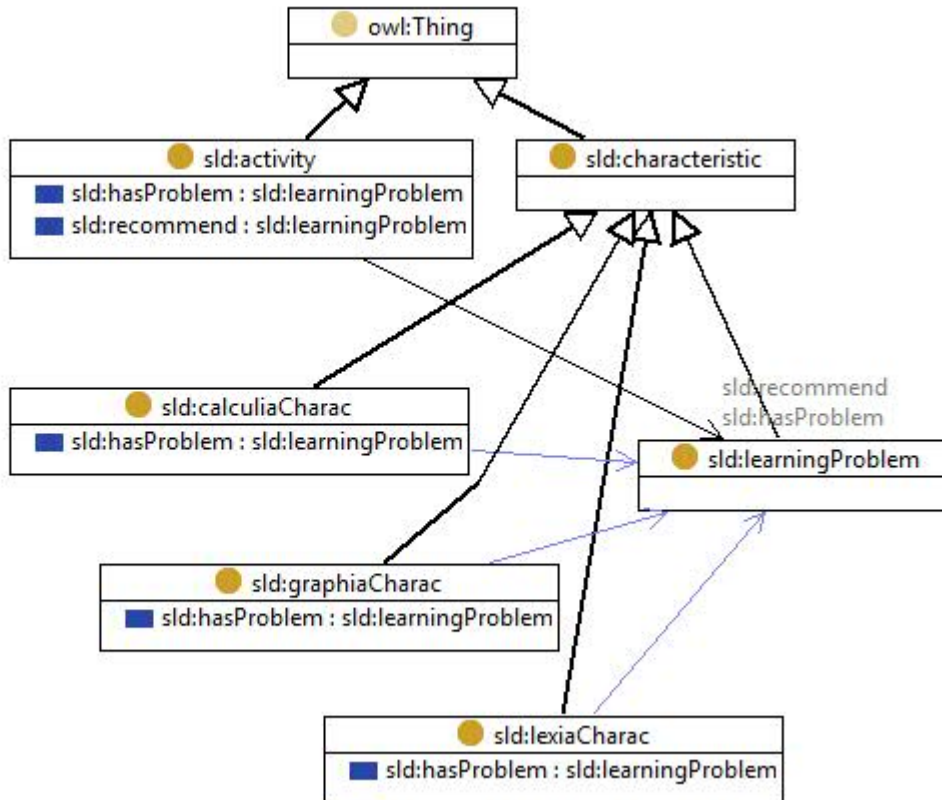 owl:Thing
sld:activity
sld:hasProblem : sld:learningProblem
sld:recommend : sld:learningProblem
sld:characteristic
sld:calculiaCharac
sld:hasProblem : sld:learningProblem
sld:recommend
sld:hasProblem
sld:learningProblem
sld:graphiaCharac
sld:hasProblem : sld:learningProblem
sld:lexiaCharac
sld:hasProblem : sld:learningProblem